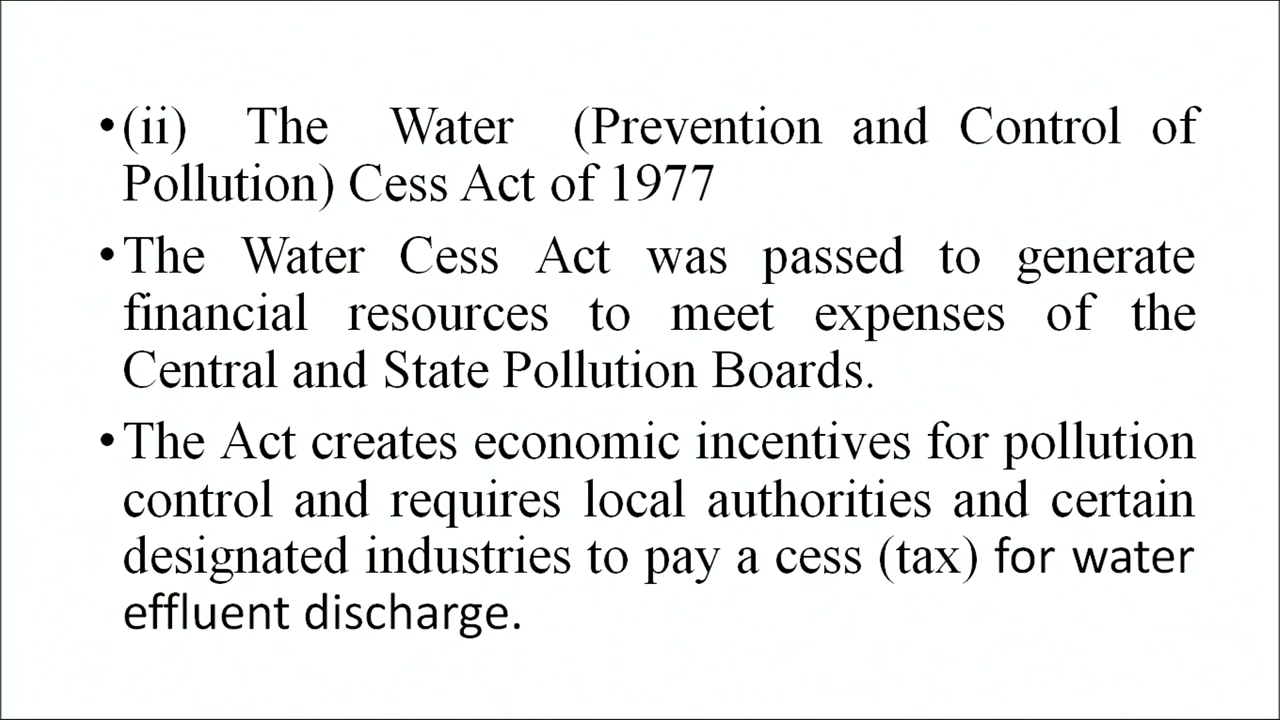 •(ii) The Water (Prevention and Control of
Pollution) Cess Act of 1977
•The Water Cess Act was passed to generate
financial resources to meet expenses of the
Central and State Pollution Boards.
•The Act creates economic incentives for pollution
control and requires local authorities and certain
designated industries to pay a cess (tax) for water
effluent discharge.